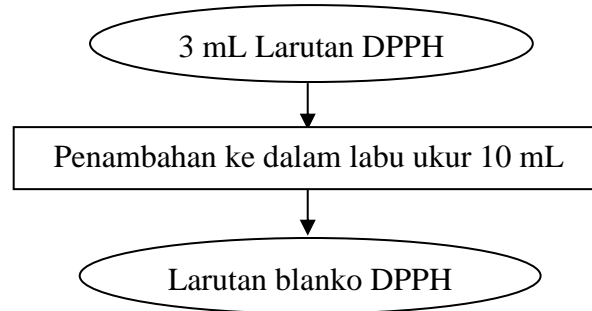 3 mL Larutan DPPH
Penambahan ke dalam labu ukur 10 mL
Larutan blanko DPPH